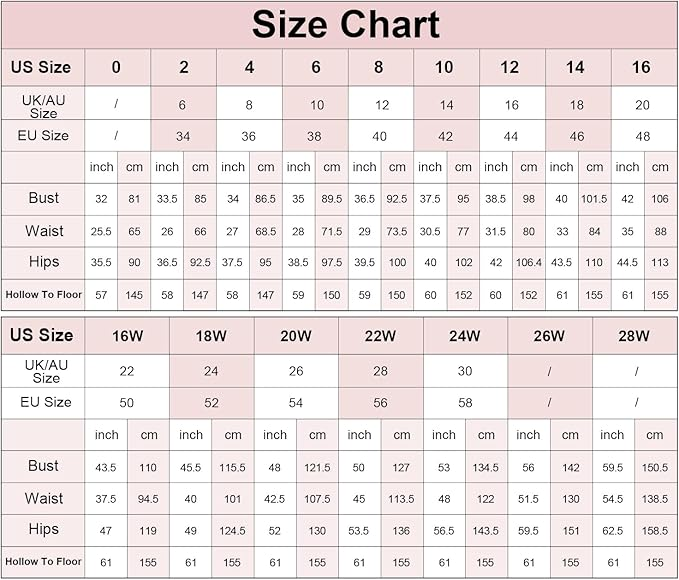 Size Chart
US Size 0 2 4 6 8 10 12 14 16
UK/AU Size / 6 8 10 12 14 16 18 20
EU Size / 34 36 38 40 42 44 46 48
inch cm inch cm inch cm inch cm inch cm inch cm inch cm inch cm inch cm
Bust 32 81 33.5 85 34 86.5 35 89.5 36.5 92.5 37.5 95 38.5 98 40 101.5 42 106
Waist 25.5 65 26 66 27 68.5 28 71.5 29 73.5 30.5 77 31.5 80 33 84 35 88
Hips 35.5 90 36.5 92.5 37.5 95 38.5 97.5 39.5 100 40 102 42 106.4 43.5 110 44.5 113
Hollow To Floor 57 145 58 147 58 147 59 150 59 150 60 152 60 152 61 155 61 155
US Size 16W 18W 20W 22W 24W 26W 28W
UK/AU Size 22 24 26 28 30 / /
EU Size 50 52 54 56 58 / /
inch cm inch cm inch cm inch cm inch cm inch cm inch cm
Bust 43.5 110 45.5 115.5 48 121.5 50 127 53 134.5 56 142 59.5 150.5
Waist 37.5 94.5 40 101 42.5 107.5 45 113.5 48 122 51.5 130 54.5 138.5
Hips 47 119 49 124.5 52 130 53.5 136 56.5 143.5 59.5 151 62.5 158.5
Hollow To Floor 61 155 61 155 61 155 61 155 61 155 61 155 61 155